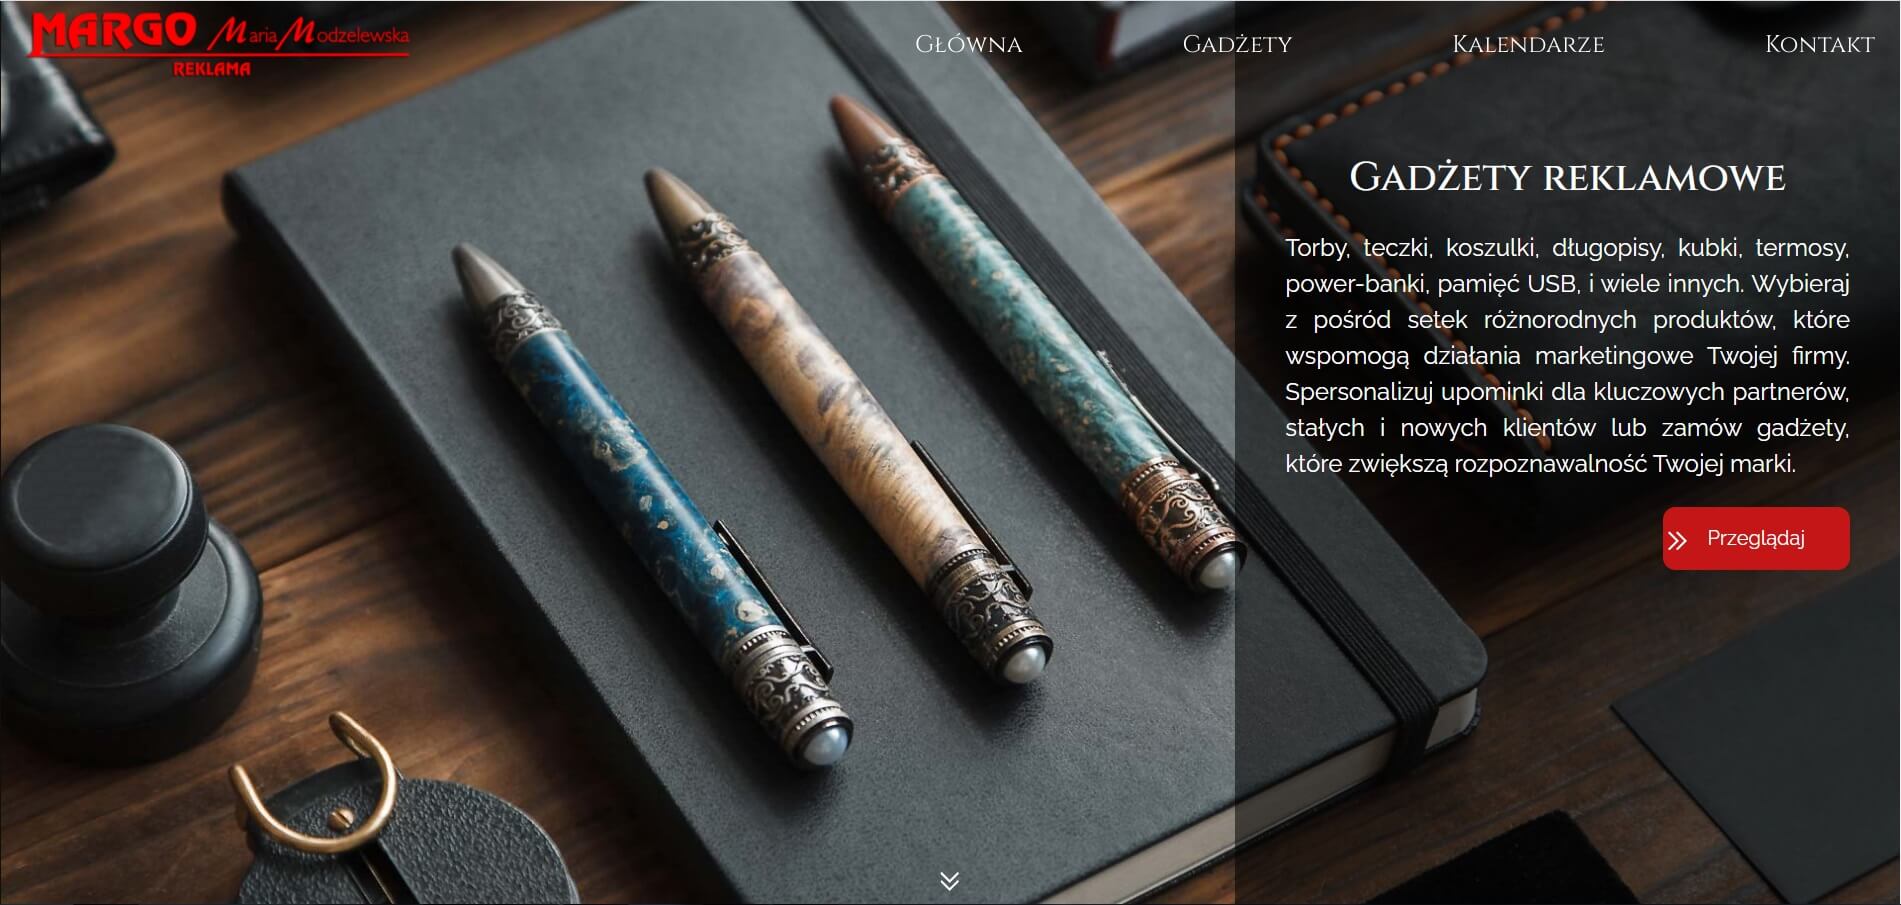 MARGO Maria Modzelewska
REKLAMA
Główna
Gadżety
Kalendarze
Kontakt
Gadżety reklamowe
Torby, teczki, koszulki, długopisy, kubki, termosy,
power-banki, pamięć USB, i wiele innych. Wybieraj
z pośród setek różnorodnych produktów, które
wspomogą działania marketingowe Twojej firmy.
Spersonalizuj upominki dla kluczowych partnerów,
stałych i nowych klientów lub zamów gadżety,
które zwiększą rozpoznawalność Twojej marki.
Przeglądaj